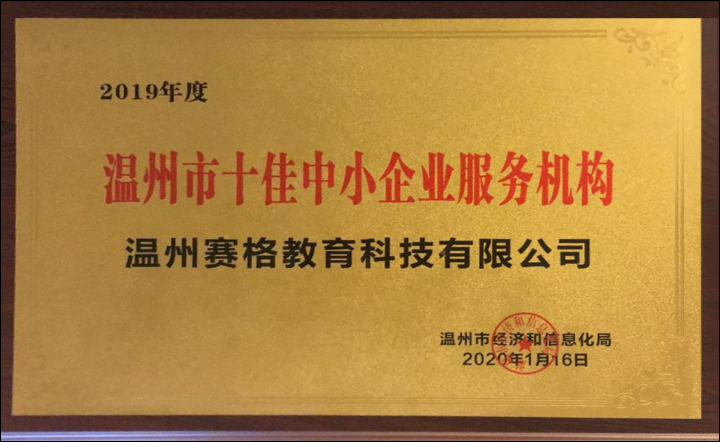 2019年度
温州市十佳中小企业服务机构
温州赛格教育科技有限公司
温州市经济和信息化局
2020年1月16日